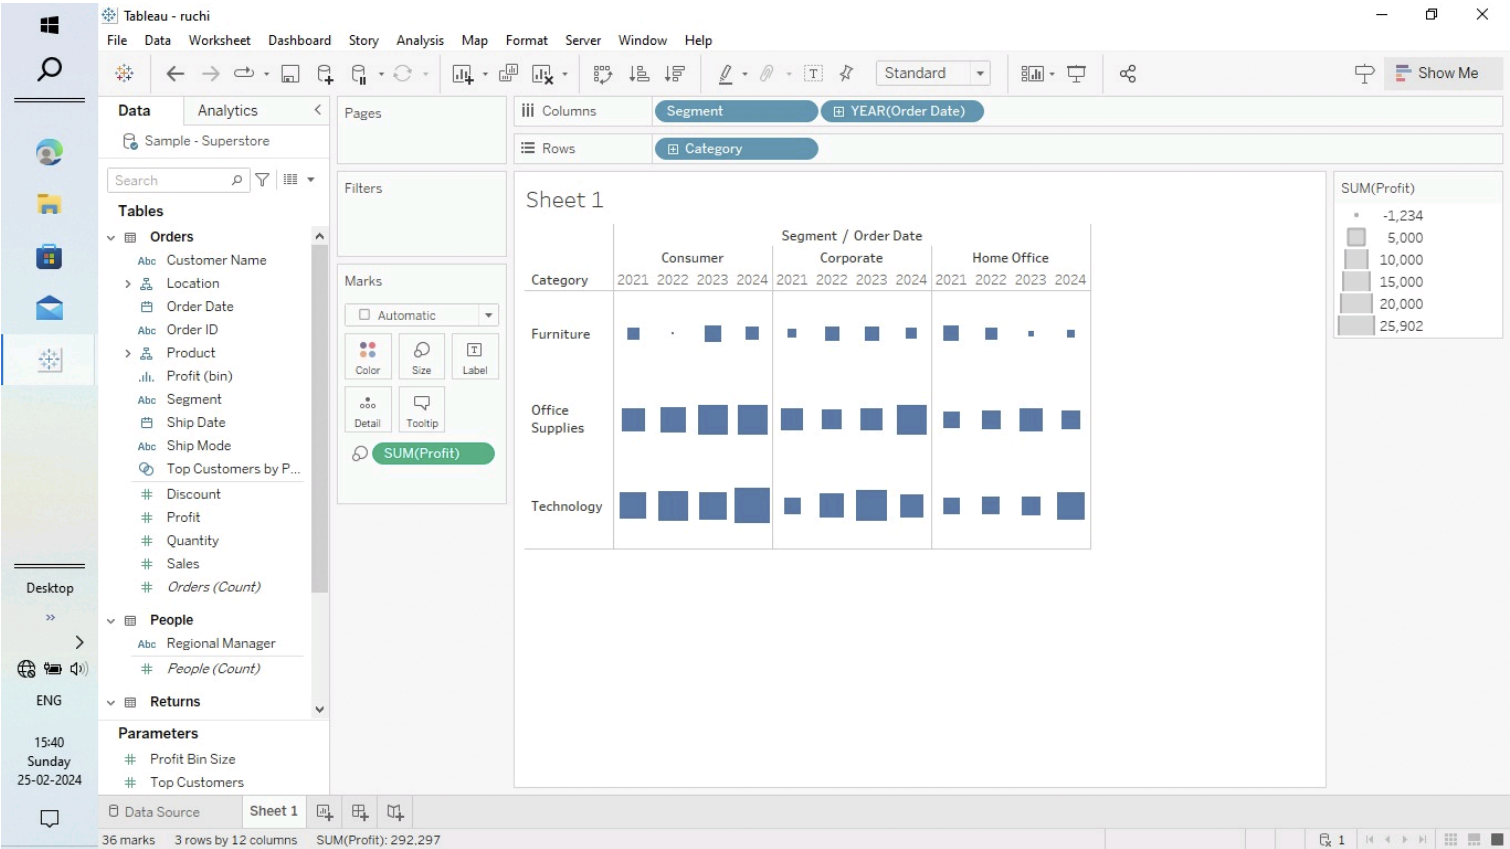 Tableau - ruchi
File Data Worksheet Dashboard Story Analysis Map Format Server Window Help
Standard
Show Me
Data Analytics
Sample - Superstore
Search
Tables
Orders
Abc Customer Name
Location
Order Date
Abc Order ID
Product
Profit (bin)
Abc Segment
Ship Date
Abc Ship Mode
Top Customers by P...
# Discount
# Profit
# Quantity
# Sales
# Orders (Count)
People
Abc Regional Manager
# People (Count)
Returns
Parameters
# Profit Bin Size
# Top Customers
Pages
Filters
Marks
Automatic
Color Size Label
Detail Tooltip
SUM(Profit)
Columns Segment YEAR(Order Date)
Rows Category
Sheet 1
Segment / Order Date
Consumer Corporate Home Office
Category 2021 2022 2023 2024 2021 2022 2023 2024 2021 2022 2023 2024
Furniture
Office
Supplies
Technology
SUM(Profit)
-1,234
5,000
10,000
15,000
20,000
25,902
Desktop
ENG
15:40
Sunday
25-02-2024
Data Source Sheet 1
36 marks 3 rows by 12 columns SUM(Profit): 292,297
1